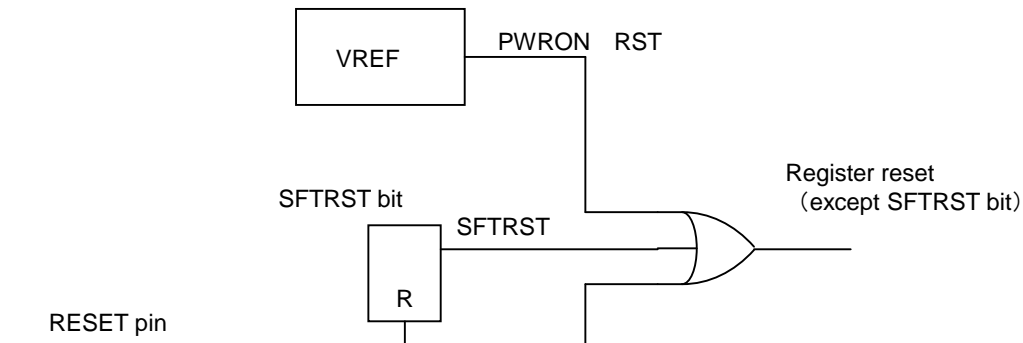 PWRON RST
VREF
Register reset
（except SFTRST bit）
SFTRST bit
SFTRST
R
RESET pin